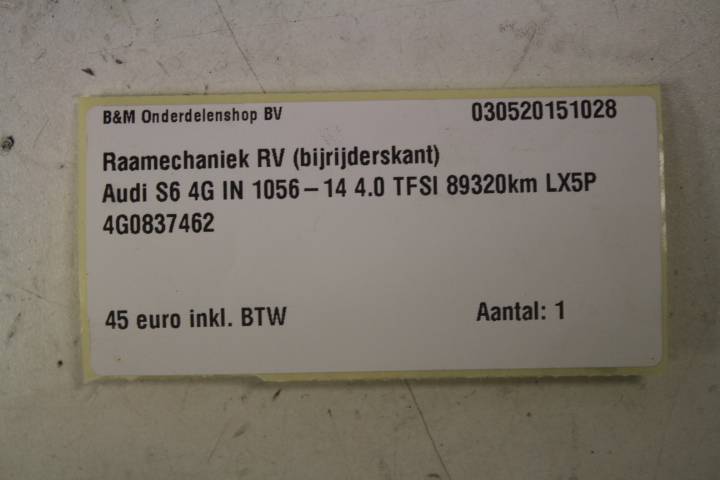 B&M Onderdelenshop BV 030520151028
Raamechaniek RV (bijrijderskant)
Audi S6 4G IN 1056-14 4.0 TFSI 89320km LX5P
4G0837462
45 euro inkl. BTW Aantal: 1